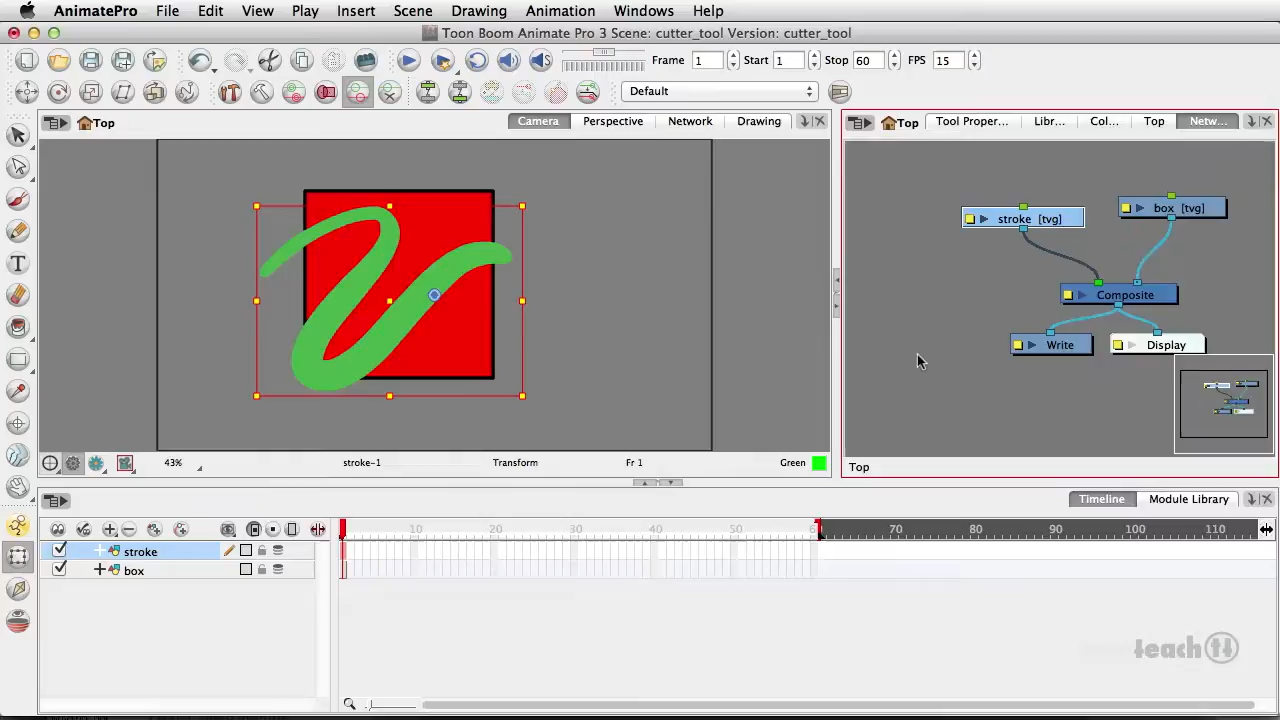 AnimatePro File Edit View Play Insert Scene Drawing Animation Windows Help
Toon Boom Animate Pro 3 Scene: cutter_tool Version: cutter_tool
Frame 1 Start 1 Stop 60 FPS 15
Default
Top Camera Perspective Network Drawing
Top Tool Proper... Libr... Col... Top Netw...
stroke [tvg]
box [tvg]
Composite
Write
Display
43% stroke-1 Transform Fr 1 Green
Top
Timeline Module Library
10 20 30 40 50 6 70 80 90 100 110
stroke
box
teach